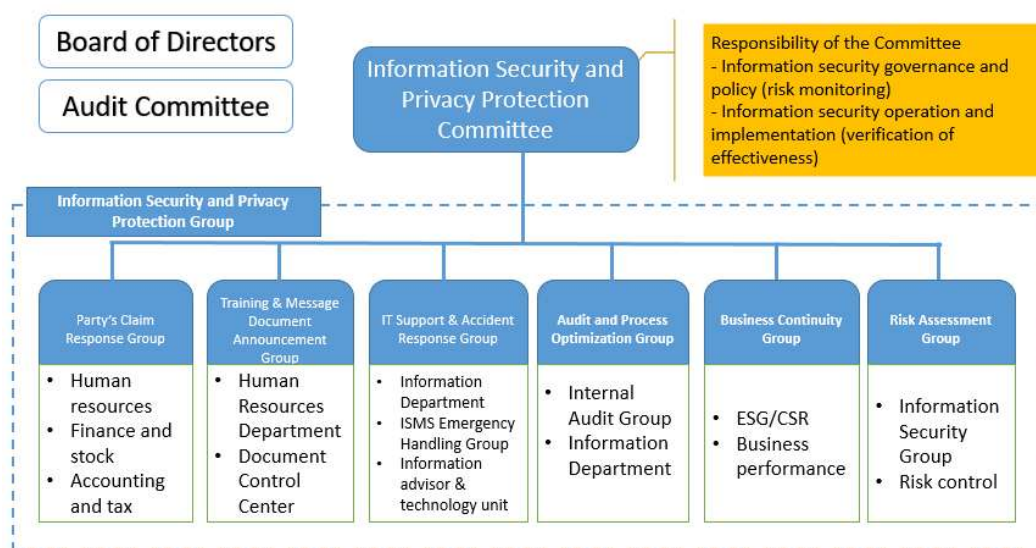 Board of Directors
Audit Committee
Information Security and
Privacy Protection
Committee
Responsibility of the Committee
- Information security governance and
policy (risk monitoring)
- Information security operation and
implementation (verification of
effectiveness)
Information Security and Privacy
Protection Group
Party's Claim
Response Group
• Human
resources
• Finance and
stock
• Accounting
and tax
Training & Message
Document
Announcement
Group
• Human
Resources
Department
• Document
Control
Center
IT Support & Accident
Response Group
• Information
Department
• ISMS Emergency
Handling Group
• Information
advisor &
technology unit
Audit and Process
Optimization Group
• Internal
Audit Group
• Information
Department
Business Continuity
Group
• ESG/CSR
• Business
performance
Risk Assessment
Group
• Information
Security
Group
• Risk control